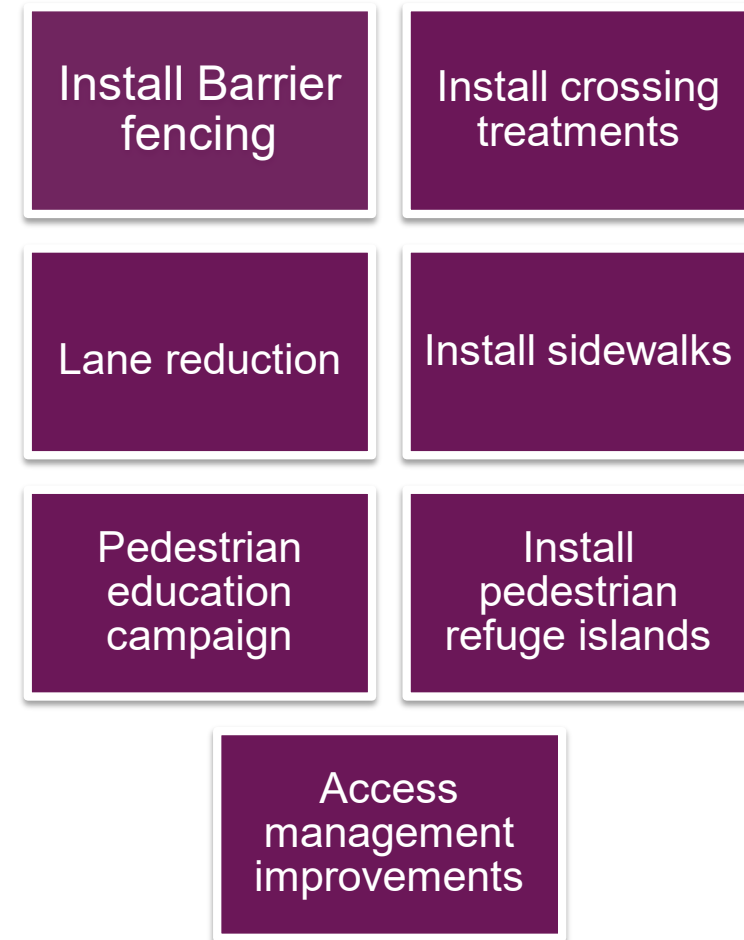 Install Barrier
fencing
Install crossing
treatments
Lane reduction
Install sidewalks
Pedestrian
education
campaign
Install
pedestrian
refuge islands
Access
management
improvements